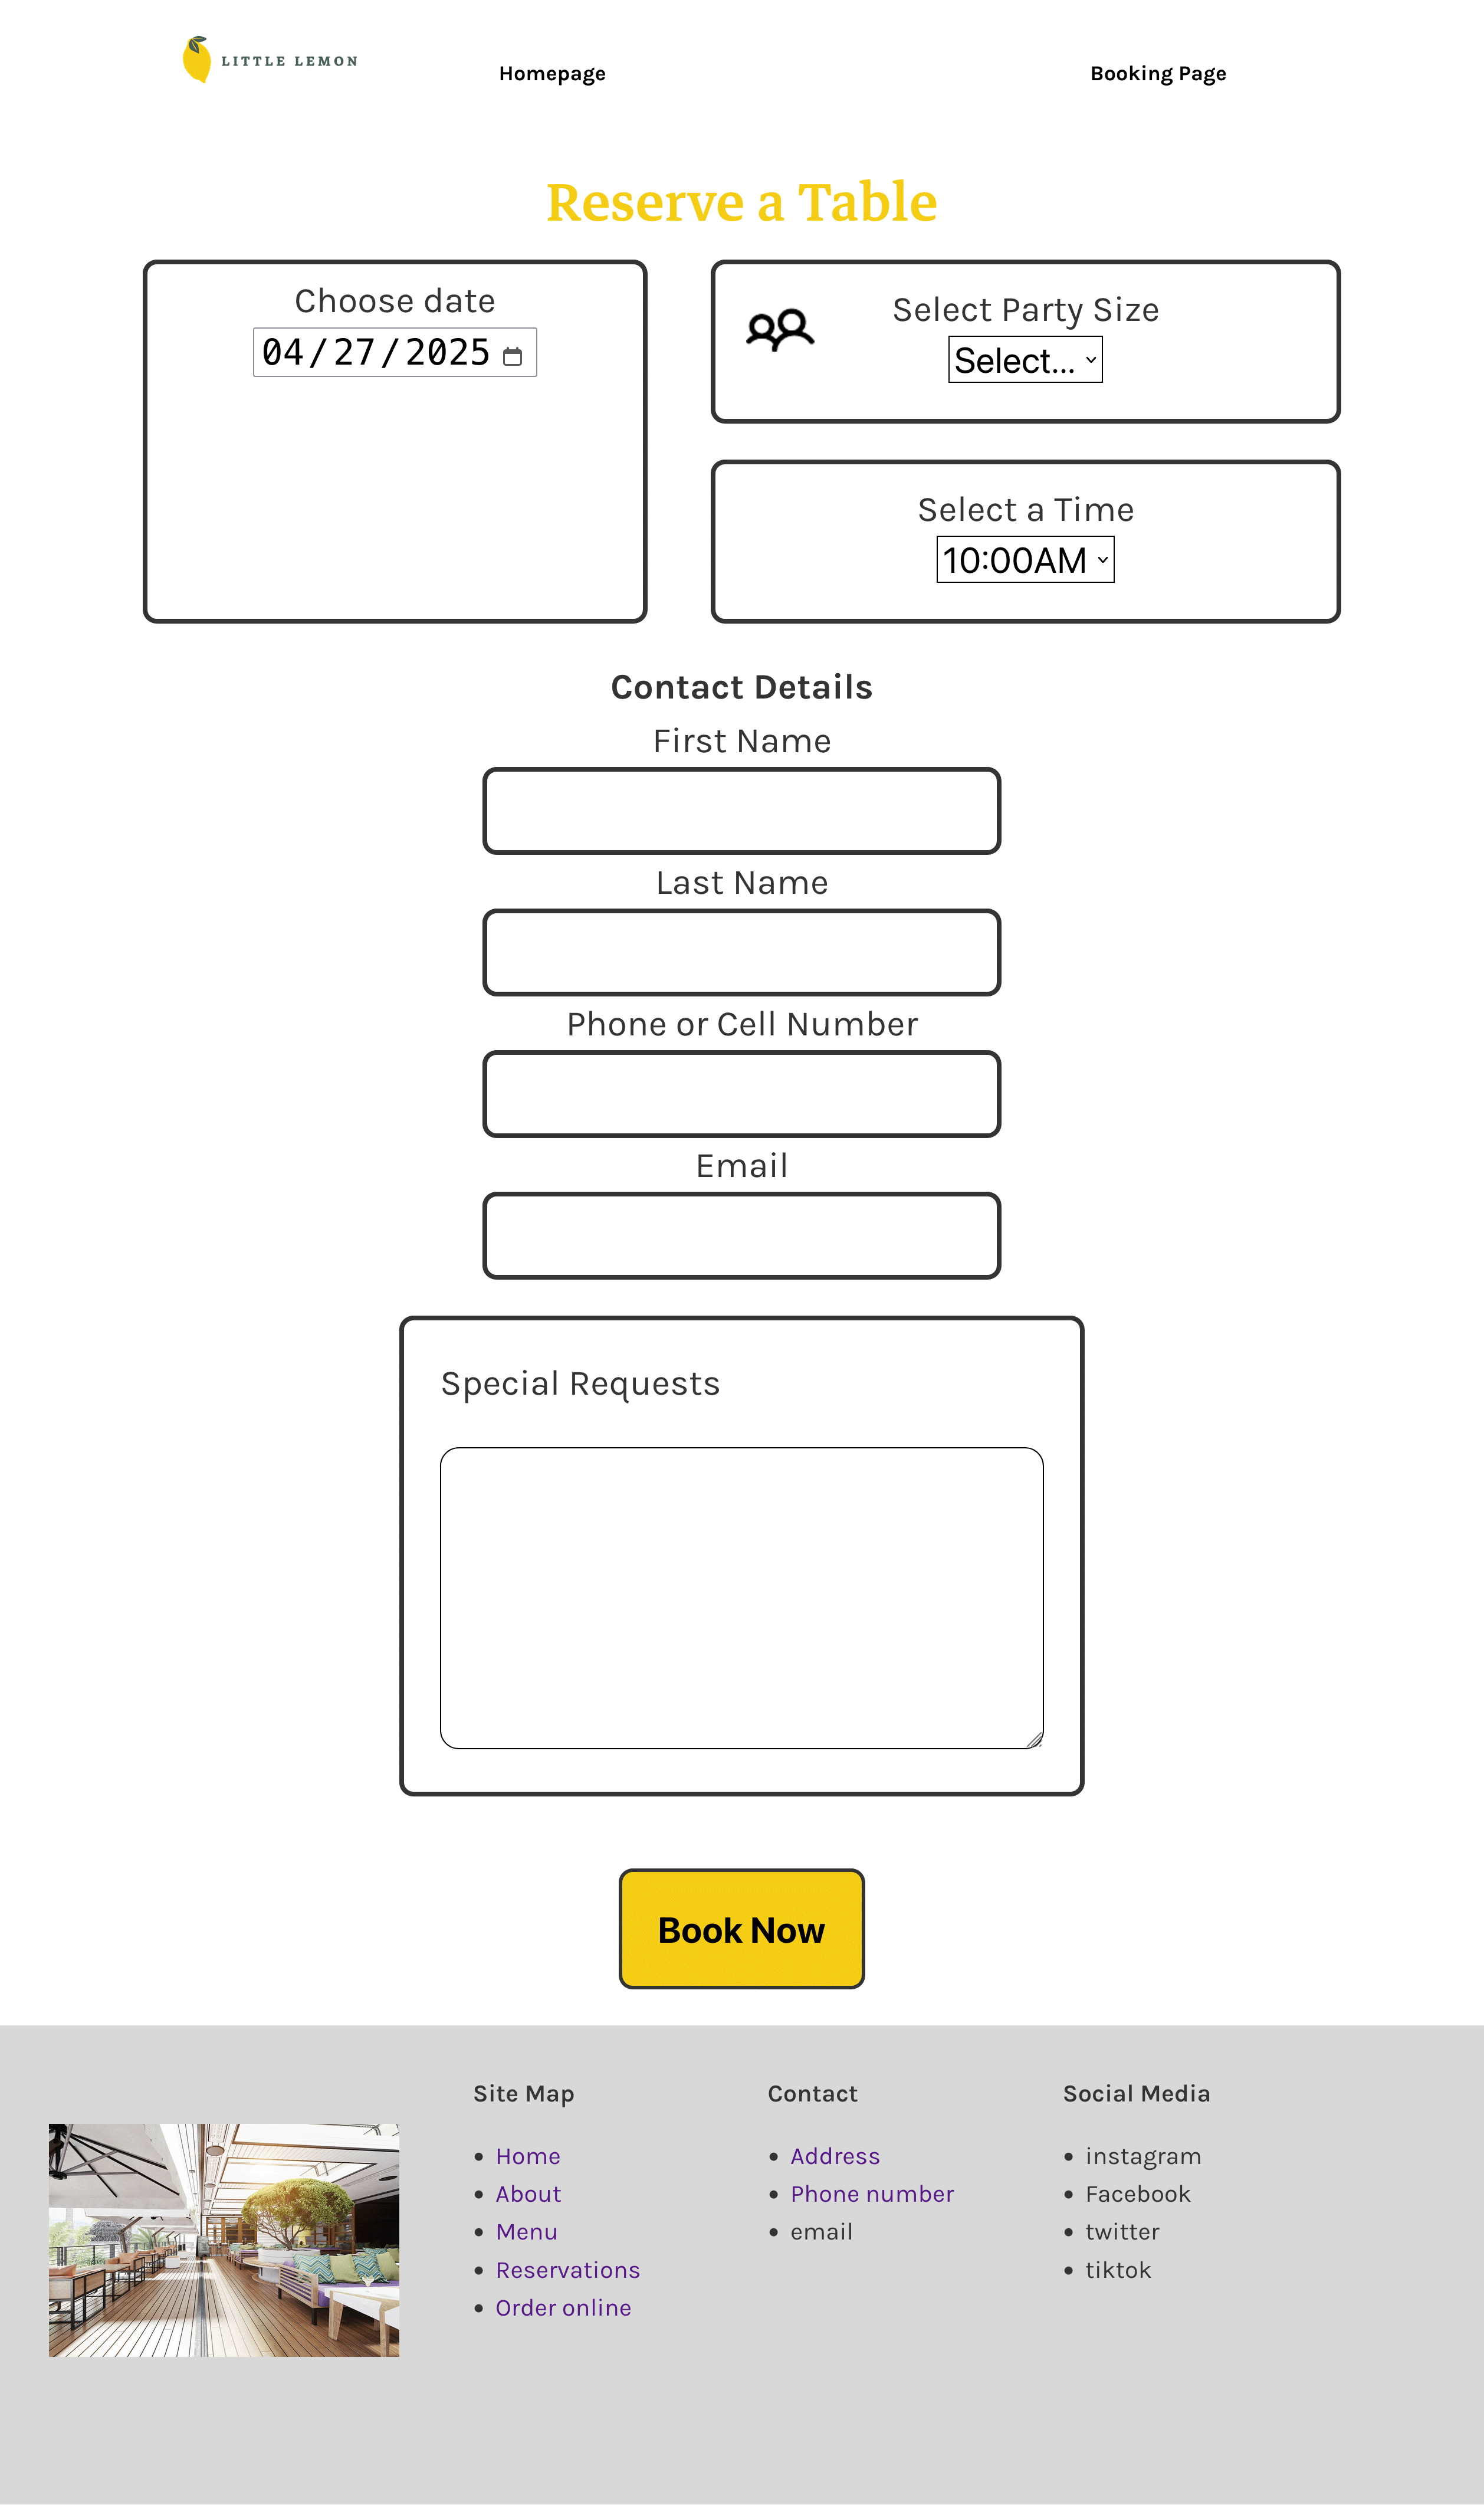 LITTLE LEMON
Homepage
Booking Page
Reserve a Table
Choose date
04/27/2025
Select Party Size
Select...
Select a Time
10:00AM
Contact Details
First Name
Last Name
Phone or Cell Number
Email
Special Requests
Book Now
Site Map
Home
About
Menu
Reservations
Order online
Contact
Address
Phone number
email
Social Media
instagram
Facebook
twitter
tiktok